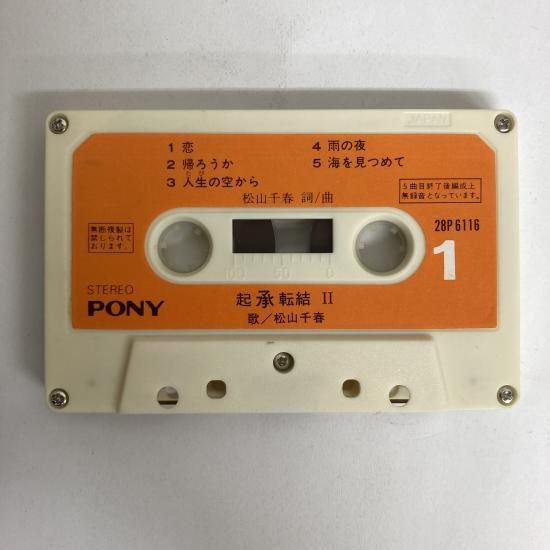 JAPAN
1 恋
2 帰ろうか
たび
3 人生の空から
4 雨の夜
5 海を見つめて
松山千春 詞/曲
5曲目終了後編成上
無録音となっています。
無断複製は
禁じられて
おります。
28P6116
1
100 50 0
STEREO
PONY
起承転結 II
歌/松山千春